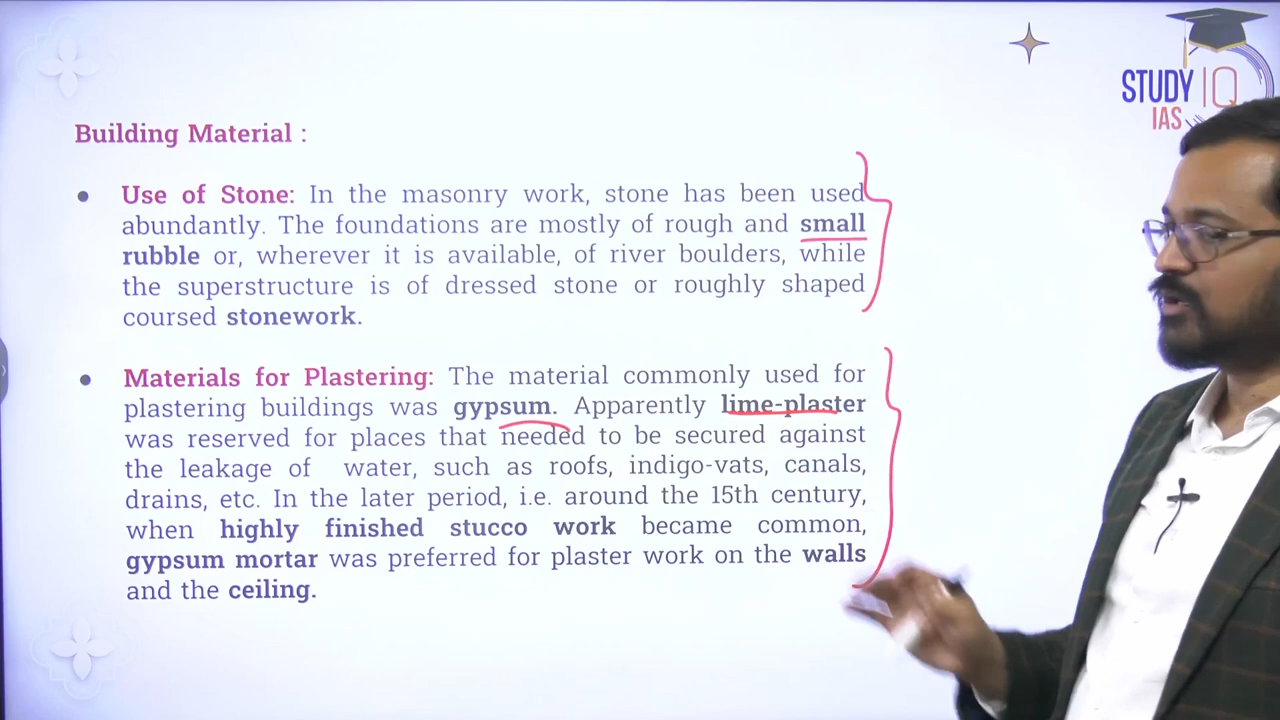 STUDY IQ
IAS
Building Material :
Use of Stone: In the masonry work, stone has been used
abundantly. The foundations are mostly of rough and small
rubble or, wherever it is available, of river boulders, while
the superstructure is of dressed stone or roughly shaped
coursed stonework.
Materials for Plastering: The material commonly used for
plastering buildings was gypsum. Apparently lime-plaster
was reserved for places that needed to be secured against
the leakage of water, such as roofs, indigo-vats, canals,
drains, etc. In the later period, i.e. around the 15th century,
when highly finished stucco work became common,
gypsum mortar was preferred for plaster work on the walls
and the ceiling.